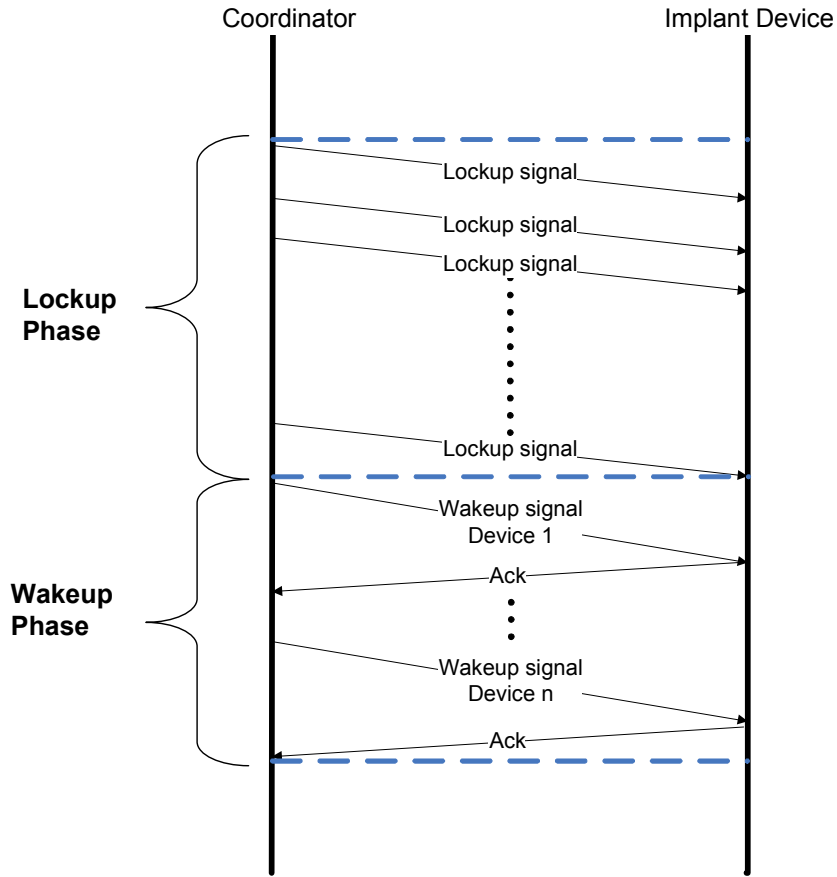 Coordinator
Implant Device
Lockup signal
Lockup signal
Lockup signal
Lockup
Phase
Lockup signal
Wakeup signal
Device 1
Ack
Wakeup
Phase
Wakeup signal
Device n
Ack